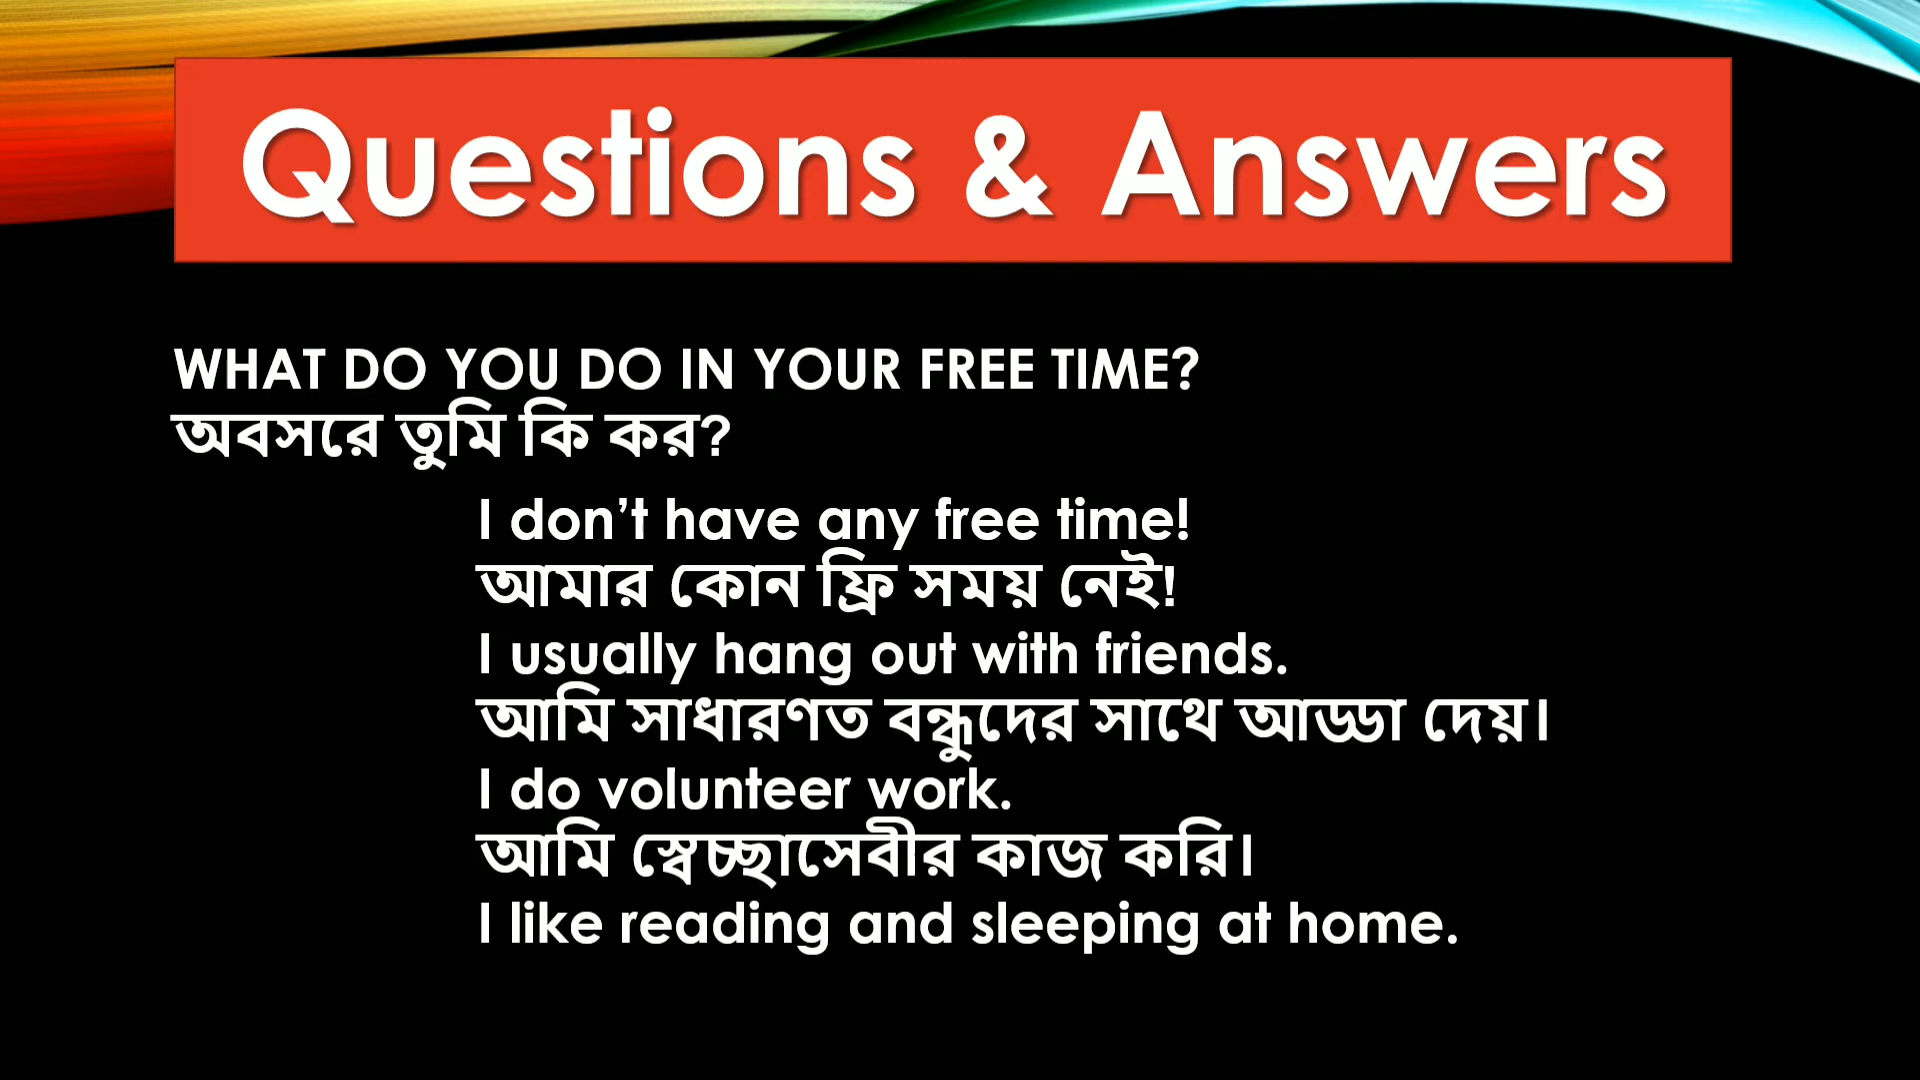 Questions & Answers
WHAT DO YOU DO IN YOUR FREE TIME?
অবসরে তুমি কি কর?
I don’t have any free time!
আমার কোন ফ্রি সময় নেই!
I usually hang out with friends.
আমি সাধারণত বন্ধুদের সাথে আড্ডা দেয়।
I do volunteer work.
আমি স্বেচ্ছাসেবীর কাজ করি।
I like reading and sleeping at home.